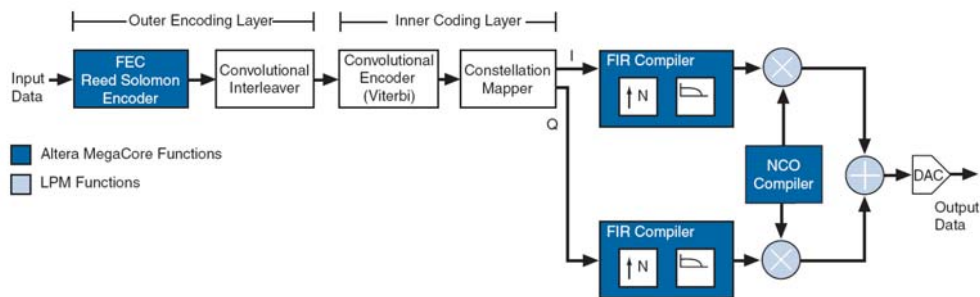 Outer Encoding Layer
Inner Coding Layer
Input
Data
FEC
Reed Solomon
Encoder
Convolutional
Interleaver
Convolutional
Encoder
(Viterbi)
Constellation
Mapper
I
Q
FIR Compiler
N
NCO
Compiler
FIR Compiler
N
DAC
Output
Data
Altera MegaCore Functions
LPM Functions